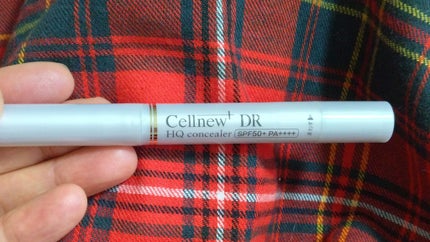 Cellnew+ DR
HQ concealer SPF50+ PA++++